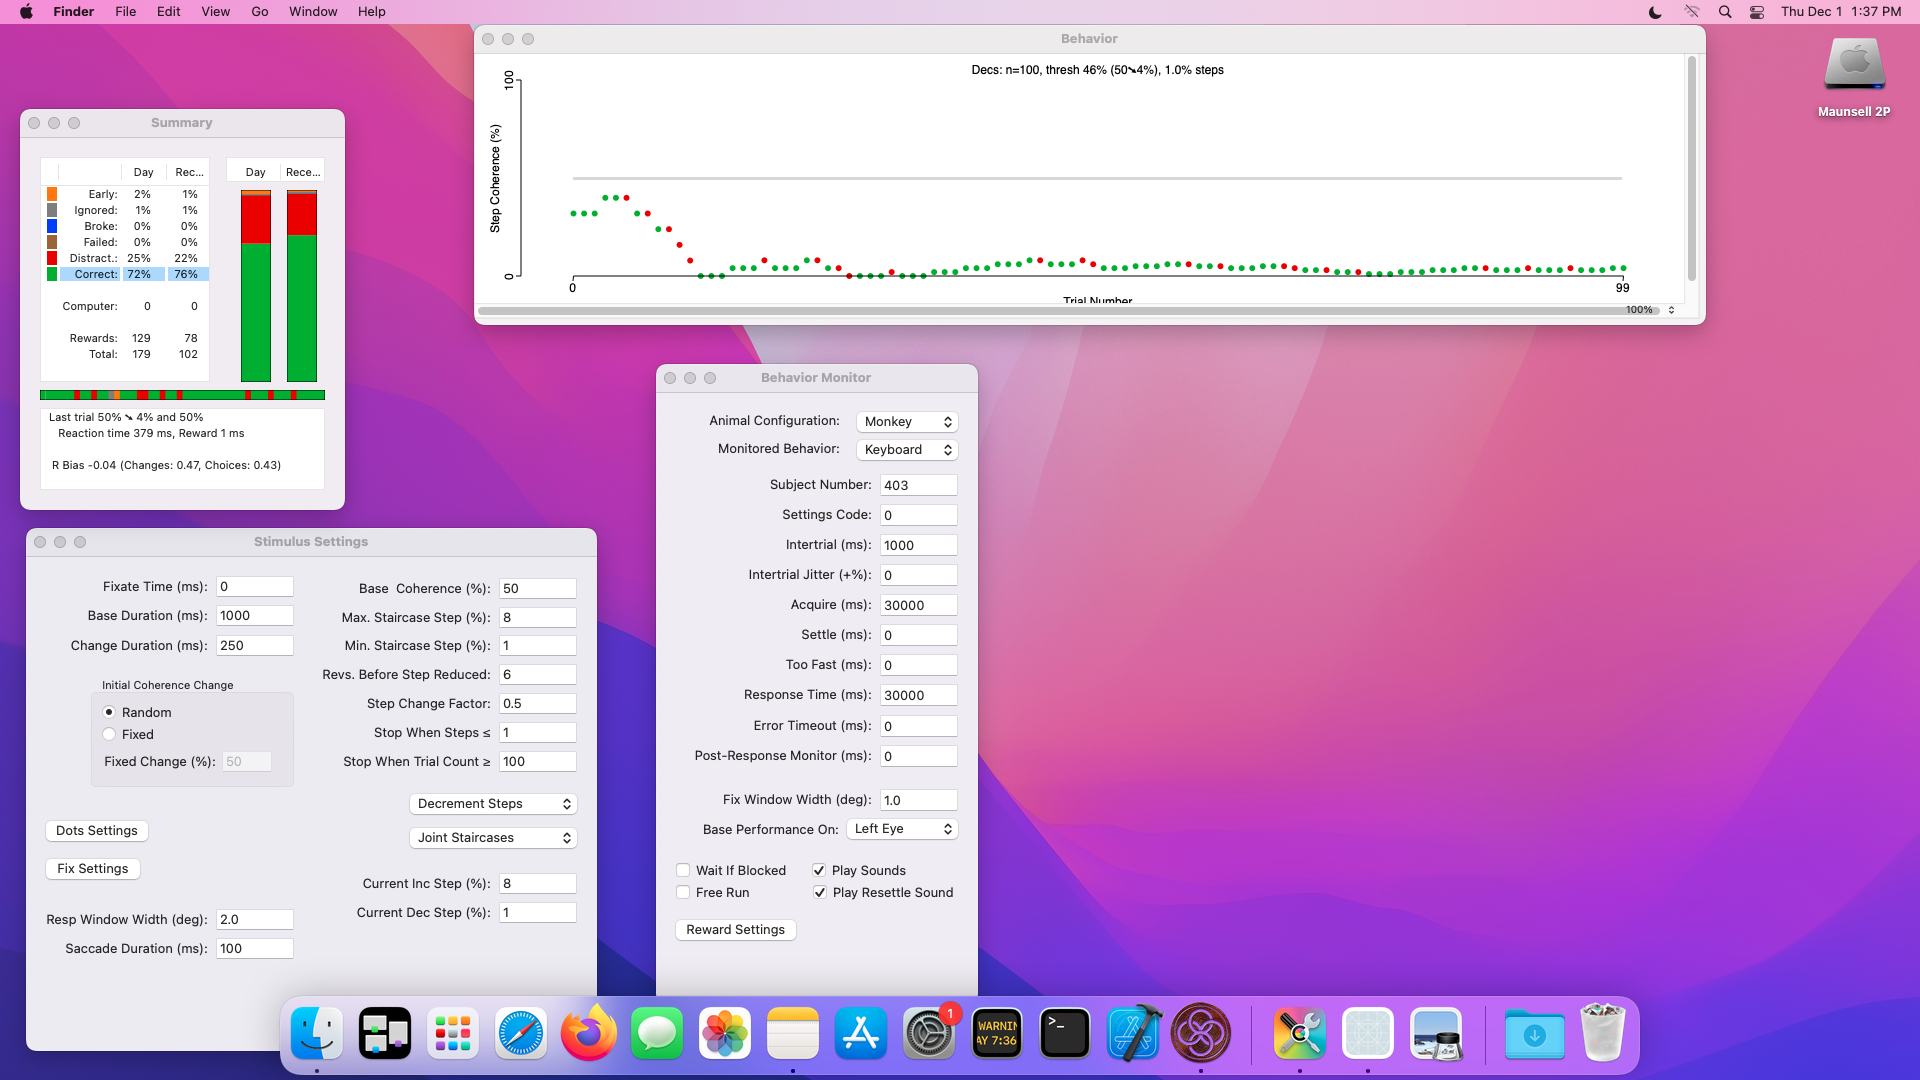 Finder File Edit View Go Window Help
Thu Dec 1 1:37 PM
Maunsell 2P
Behavior
Decs: n=100, thresh 46% (50➘4%), 1.0% steps
100
Step Coherence (%)
0
0 99
Trial Number
100%
Summary
Day Rec... Day Rece...
Early: 2% 1%
Ignored: 1% 1%
Broke: 0% 0%
Failed: 0% 0%
Distract.: 25% 22%
Correct: 72% 76%
Computer: 0 0
Rewards: 129 78
Total: 179 102
Last trial 50% ➘ 4% and 50%
Reaction time 379 ms, Reward 1 ms
R Bias -0.04 (Changes: 0.47, Choices: 0.43)
Stimulus Settings
Fixate Time (ms): 0
Base Duration (ms): 1000
Change Duration (ms): 250
Initial Coherence Change
Random
Fixed
Fixed Change (%): 50
Dots Settings
Fix Settings
Resp Window Width (deg): 2.0
Saccade Duration (ms): 100
Base Coherence (%): 50
Max. Staircase Step (%): 8
Min. Staircase Step (%): 1
Revs. Before Step Reduced: 6
Step Change Factor: 0.5
Stop When Steps ≤ 1
Stop When Trial Count ≥ 100
Decrement Steps
Joint Staircases
Current Inc Step (%): 8
Current Dec Step (%): 1
Behavior Monitor
Animal Configuration: Monkey
Monitored Behavior: Keyboard
Subject Number: 403
Settings Code: 0
Intertrial (ms): 1000
Intertrial Jitter (+%): 0
Acquire (ms): 30000
Settle (ms): 0
Too Fast (ms): 0
Response Time (ms): 30000
Error Timeout (ms): 0
Post-Response Monitor (ms): 0
Fix Window Width (deg): 1.0
Base Performance On: Left Eye
Wait If Blocked Play Sounds
Free Run Play Resettle Sound
Reward Settings
1
WARNIN
AY 7:36
>_